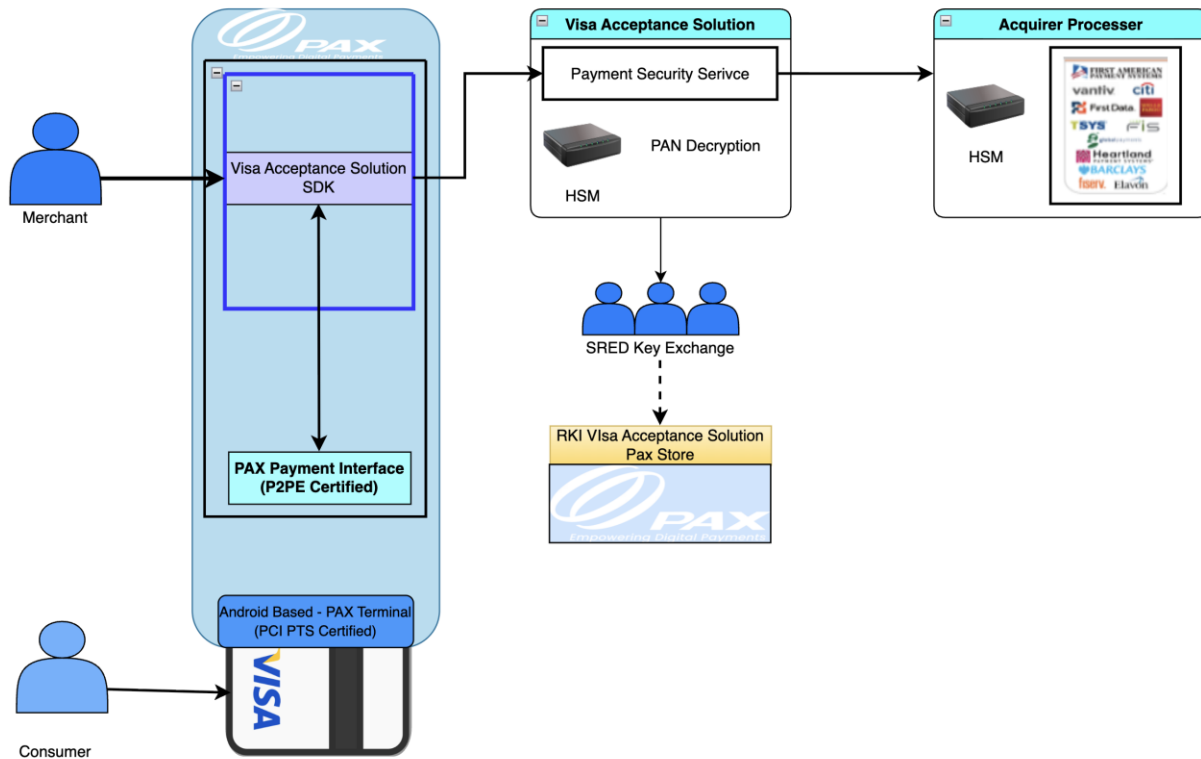 PAX
Empowering Digital Payments
Visa Acceptance Solution
SDK
PAX Payment Interface
(P2PE Certified)
Android Based - PAX Terminal
(PCI PTS Certified)
VISA
Merchant
Consumer
Visa Acceptance Solution
Payment Security Serivce
PAN Decryption
HSM
SRED Key Exchange
RKI VIsa Acceptance Solution
Pax Store
PAX
Empowering Digital Payments
Acquirer Processer
HSM
FIRST AMERICAN
PAYMENT SYSTEMS
vantiv
citi
First Data.
TSYS
FIS
globalpayments
Heartland
PAYMENT SYSTEMS
BARCLAYS
fiserv.
Elavon